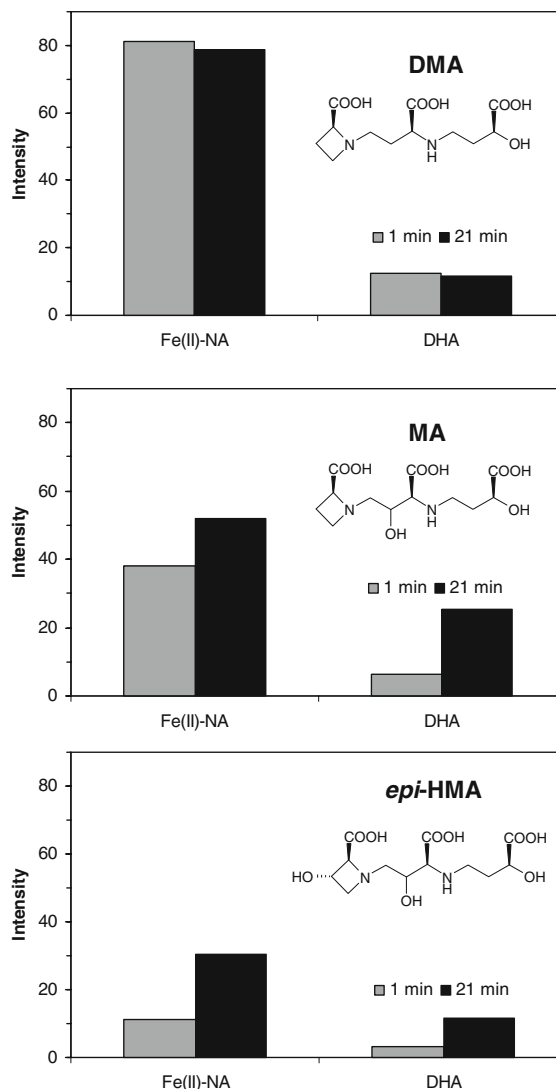 DMA
80
60
40
20
0
Intensity
COOH
COOH
COOH
N
N
H
OH
1 min 21 min
Fe(II)-NA
DHA
MA
80
60
40
20
0
Intensity
COOH
COOH
COOH
N
N
H
OH
OH
1 min 21 min
Fe(II)-NA
DHA
epi-HMA
80
60
40
20
0
Intensity
COOH
COOH
COOH
HO
N
N
H
OH
OH
1 min 21 min
Fe(II)-NA
DHA